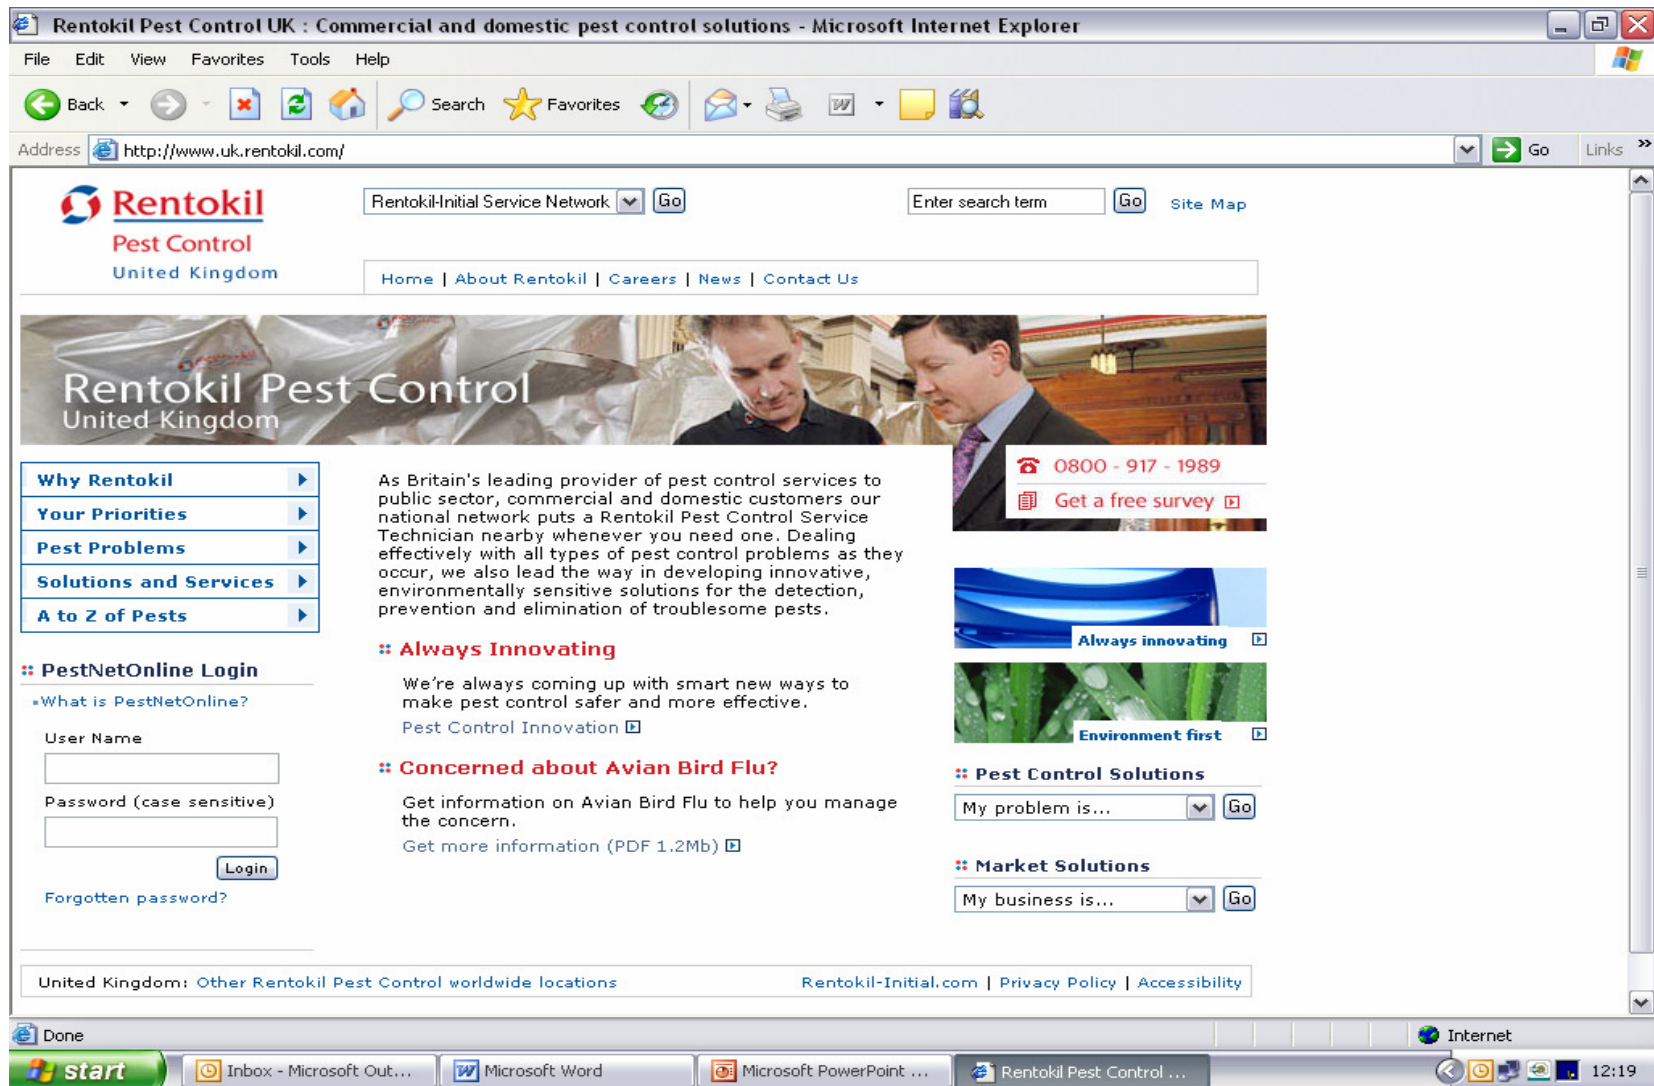 Rentokil Pest Control UK : Commercial and domestic pest control solutions - Microsoft Internet Explorer
File Edit View Favorites Tools Help
Back Search Favorites
Address http://www.uk.rentokil.com/ Go Links »
Rentokil
Pest Control
United Kingdom
Rentokil-Initial Service Network Go
Enter search term Go Site Map
Home | About Rentokil | Careers | News | Contact Us
Rentokil Pest Control
United Kingdom
0800 - 917 - 1989
Get a free survey
Why Rentokil
Your Priorities
Pest Problems
Solutions and Services
A to Z of Pests
PestNetOnline Login
What is PestNetOnline?
User Name
Password (case sensitive)
Login
Forgotten password?
As Britain's leading provider of pest control services to
public sector, commercial and domestic customers our
national network puts a Rentokil Pest Control Service
Technician nearby whenever you need one. Dealing
effectively with all types of pest control problems as they
occur, we also lead the way in developing innovative,
environmentally sensitive solutions for the detection,
prevention and elimination of troublesome pests.
Always Innovating
We're always coming up with smart new ways to
make pest control safer and more effective.
Pest Control Innovation
Concerned about Avian Bird Flu?
Get information on Avian Bird Flu to help you manage
the concern.
Get more information (PDF 1.2Mb)
Always innovating
Environment first
Pest Control Solutions
My problem is... Go
Market Solutions
My business is... Go
United Kingdom: Other Rentokil Pest Control worldwide locations
Rentokil-Initial.com | Privacy Policy | Accessibility
Done Internet
start Inbox - Microsoft Out... Microsoft Word Microsoft PowerPoint ... Rentokil Pest Control ... 12:19